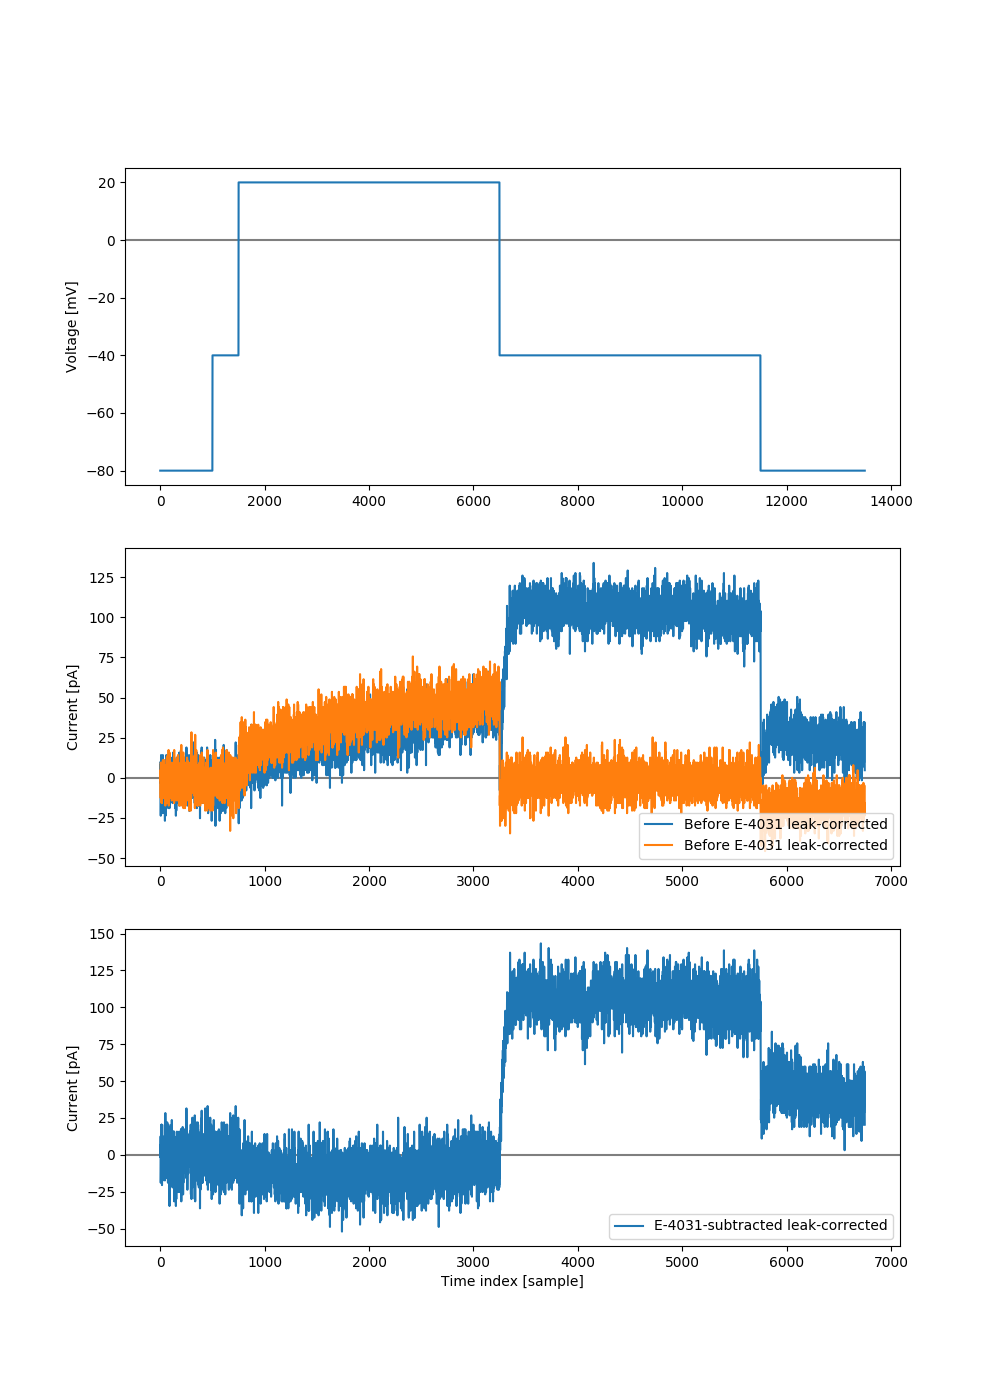 20
0
−20
−40
−60
−80
Voltage [mV]
0 2000 4000 6000 8000 10000 12000 14000
125
100
75
50
25
0
−25
−50
Current [pA]
Before E-4031 leak-corrected
Before E-4031 leak-corrected
0 1000 2000 3000 4000 5000 6000 7000
150
125
100
75
50
25
0
−25
−50
Current [pA]
E-4031-subtracted leak-corrected
0 1000 2000 3000 4000 5000 6000 7000
Time index [sample]